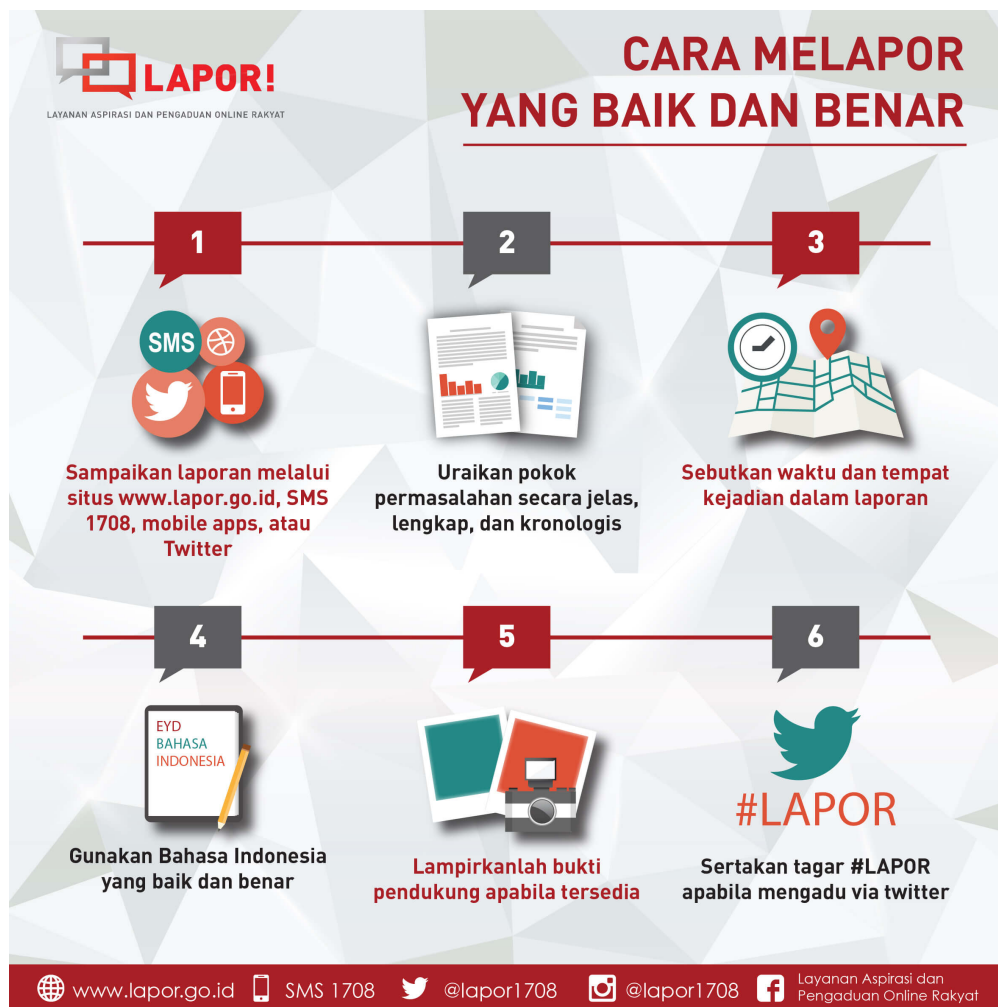 LAPOR!
LAYANAN ASPIRASI DAN PENGADUAN ONLINE RAKYAT
CARA MELAPOR
YANG BAIK DAN BENAR
1
2
3
SMS
Sampaikan laporan melalui
situs www.lapor.go.id, SMS
1708, mobile apps, atau
Twitter
Uraikan pokok
permasalahan secara jelas,
lengkap, dan kronologis
Sebutkan waktu dan tempat
kejadian dalam laporan
4
5
6
EYD
BAHASA
INDONESIA
#LAPOR
Gunakan Bahasa Indonesia
yang baik dan benar
Lampirkanlah bukti
pendukung apabila tersedia
Sertakan tagar #LAPOR
apabila mengadu via twitter
www.lapor.go.id SMS 1708 @lapor1708 @lapor1708 Layanan Aspirasi dan
Pengaduan Online Rakyat